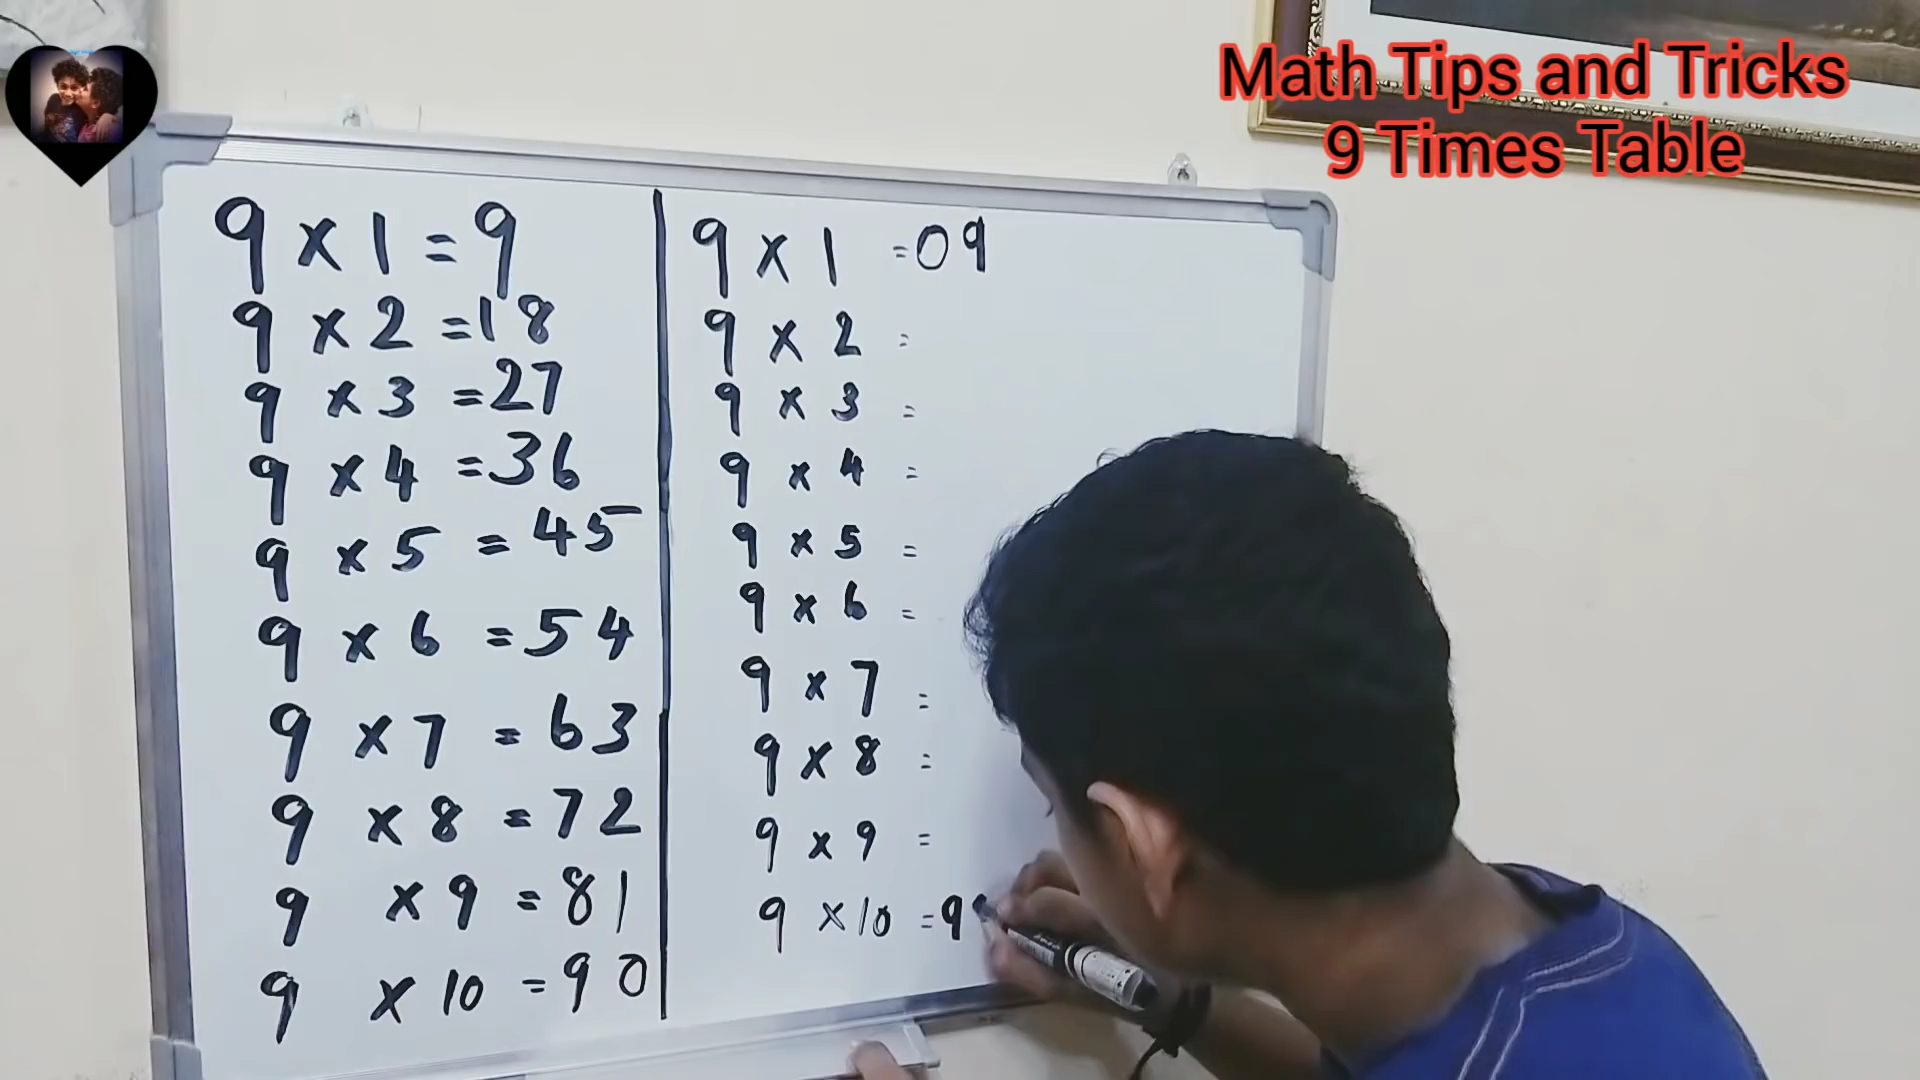 Math Tips and Tricks
9 Times Table
9 x 1 = 9
9 x 2 = 18
9 x 3 = 27
9 x 4 = 36
9 x 5 = 45
9 x 6 = 54
9 x 7 = 63
9 x 8 = 72
9 x 9 = 81
9 x 10 = 90
9 x 1 = 09
9 x 2 =
9 x 3 =
9 x 4 =
9 x 5 =
9 x 6 =
9 x 7 =
9 x 8 =
9 x 9 =
9 x 10 = 9